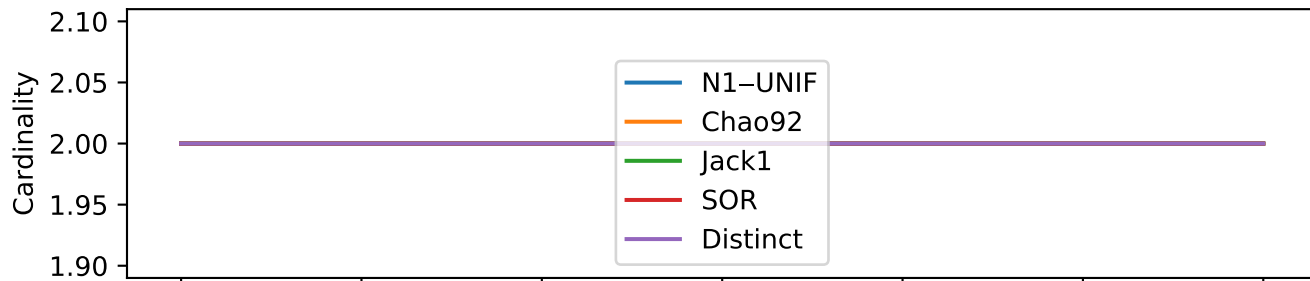 Cardinality
2.10
2.05
2.00
1.95
1.90
N1−UNIF
Chao92
Jack1
SOR
Distinct